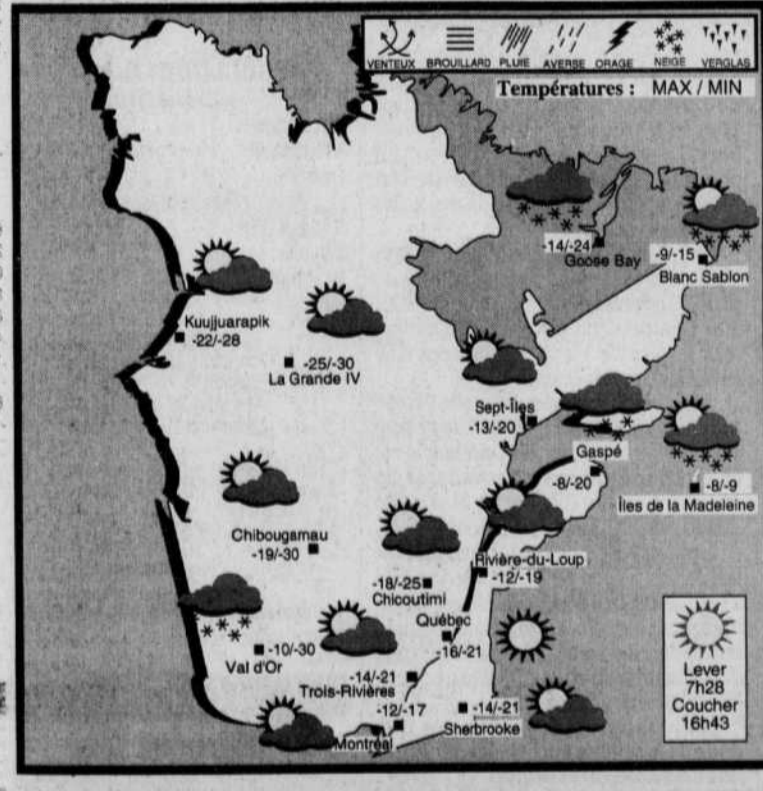 VENTEUX BROUILLARD PLUIE AVERSE ORAGE NEIGE VERGLAS
Températures : MAX / MIN
-14/-24
Goose Bay
-9/-15
Blanc Sablon
Kuujjuarapik
-22/-28
-25/-30
La Grande IV
Sept-Îles
-13/-20
Gaspé
-8/-20
-8/-9
Îles de la Madeleine
Chibougamau
-19/-30
Rivière-du-Loup
-12/-19
-18/-25
Chicoutimi
Québec
-16/-21
-10/-30
Val d'Or
-14/-21
Trois-Rivières
-12/-17
Montréal
-14/-21
Sherbrooke
Lever
7h28
Coucher
16h43